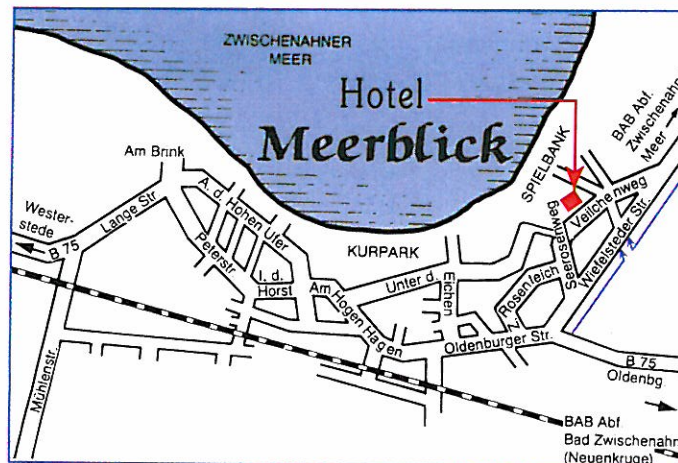 ZWISCHENAHNER
MEER
Hotel
Meerblick
BAB Abf.
Zwischenahner
Meer
SPIELBANK
Am Brink
A. d. Hohen Ufer
Lange Str
Wester-
stede
B 75
Peterstr
I. d.
Horst
Am Hogen Hagen
KURPARK
Unter d.
Eichen
Veilchenweg
Seerosenweg
Wiefelsteder Str.
Rosenteich
Z.
Oldenburger Str.
Mühlenstr.
B 75
Oldenbg.
BAB Abf
Bad Zwischenahn
(Neuenkruge)